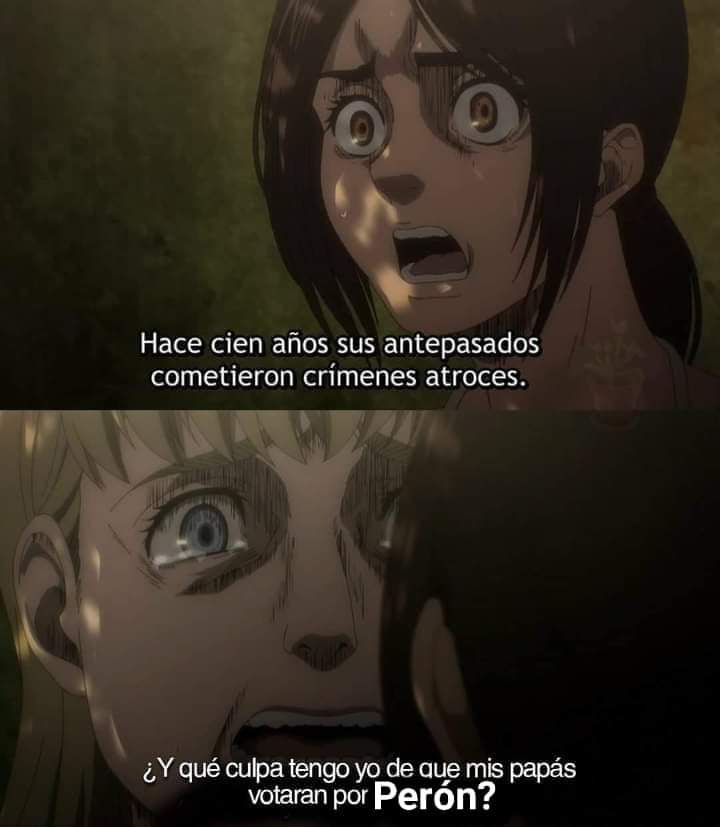 Hace cien años sus antepasados
cometieron crímenes atroces.
¿Y qué culpa tengo yo de que mis papás
votaran por Perón?